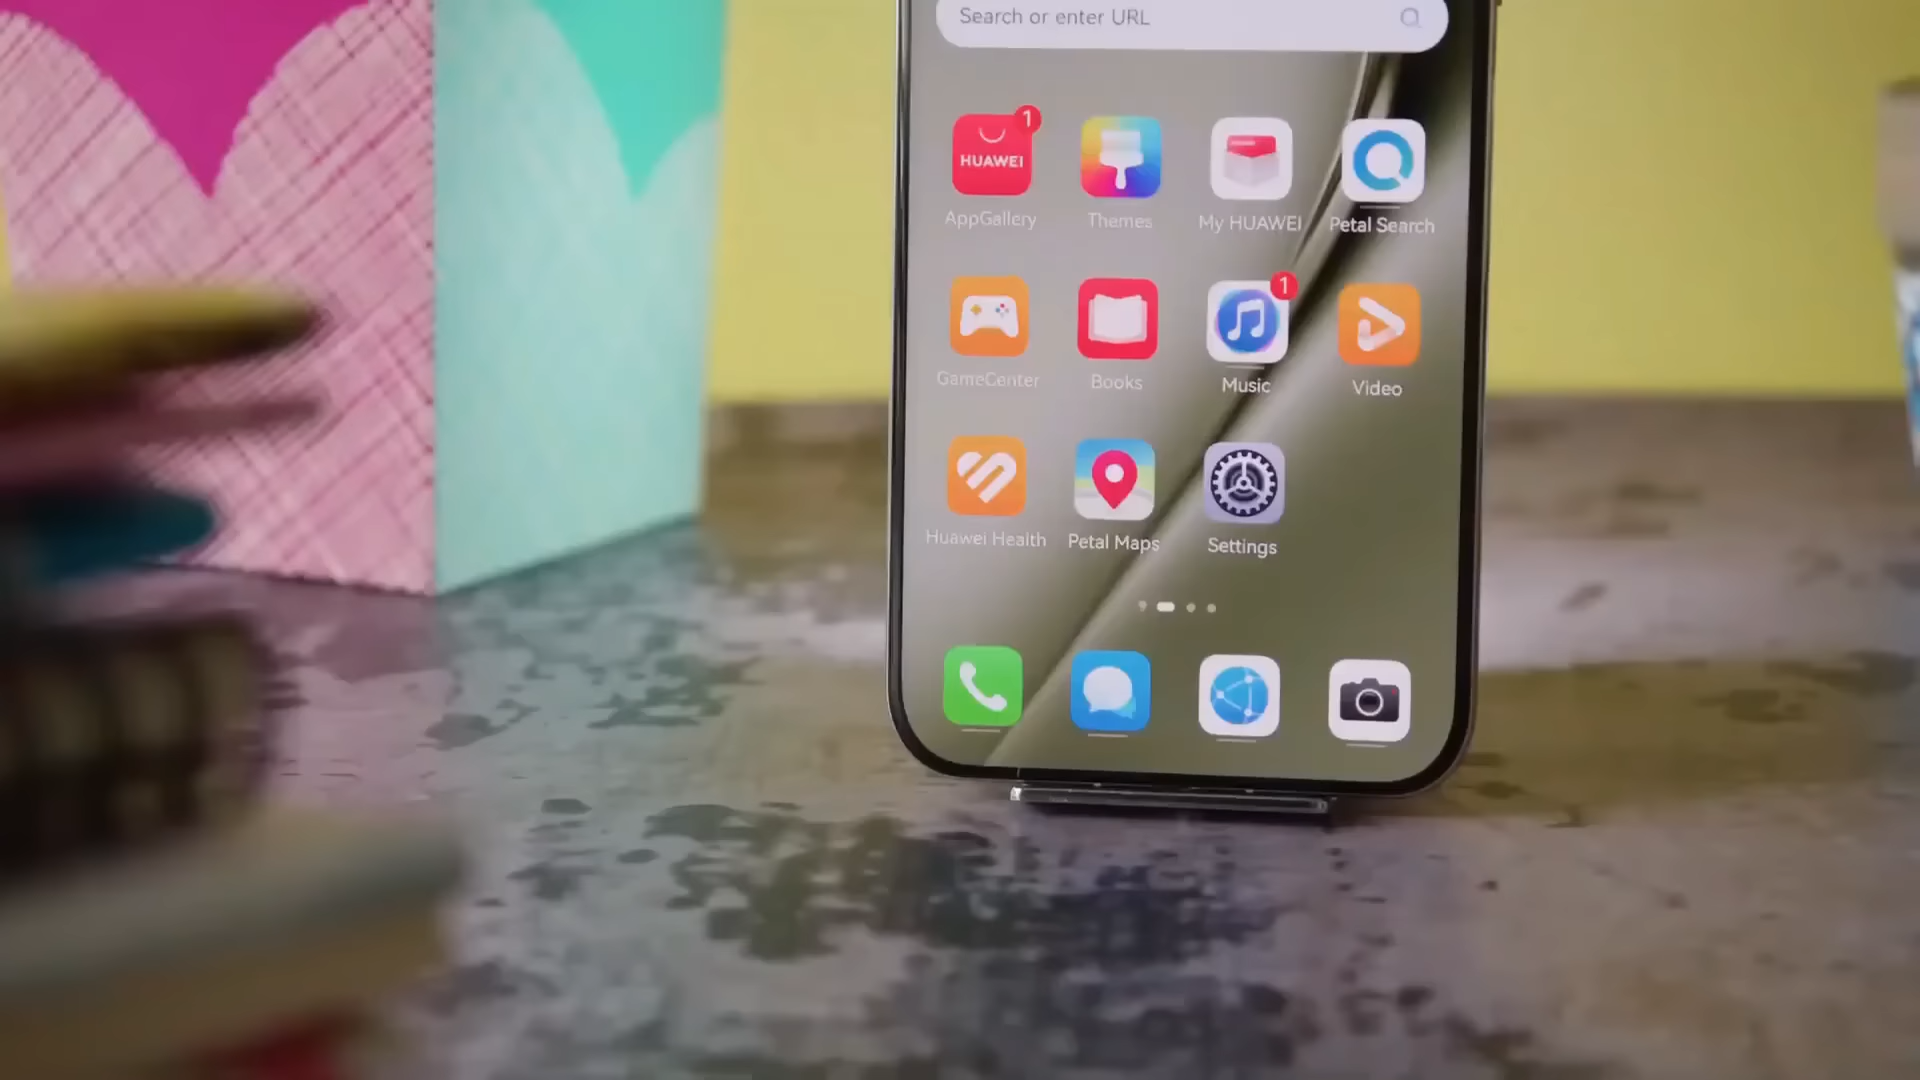 Search or enter URL
1
HUAWEI
AppGallery
Themes
My HUAWEI
Petal Search
1
GameCenter
Books
Music
Video
Huawei Health
Petal Maps
Settings